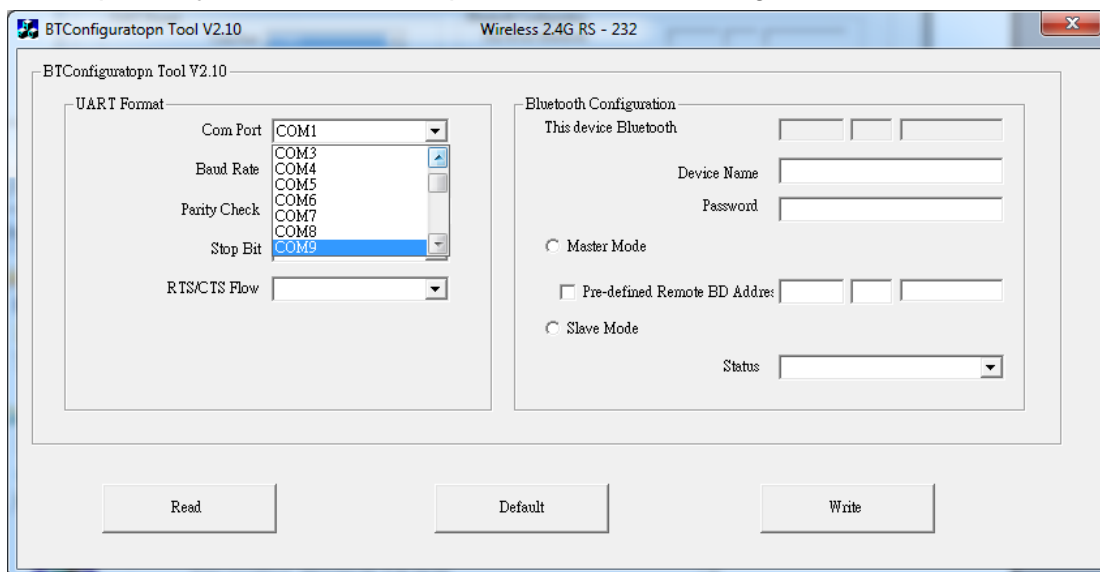 BTConfiguratopn Tool V2.10 Wireless 2.4G RS - 232
BTConfiguratopn Tool V2.10
UART Format
Com Port COM1
COM3
COM4
COM5
COM6
COM7
COM8
COM9
Baud Rate
Parity Check
Stop Bit
RTS/CTS Flow
Bluetooth Configuration
This device Bluetooth
Device Name
Password
Master Mode
Pre-defined Remote BD Addres
Slave Mode
Status
Read Default Write